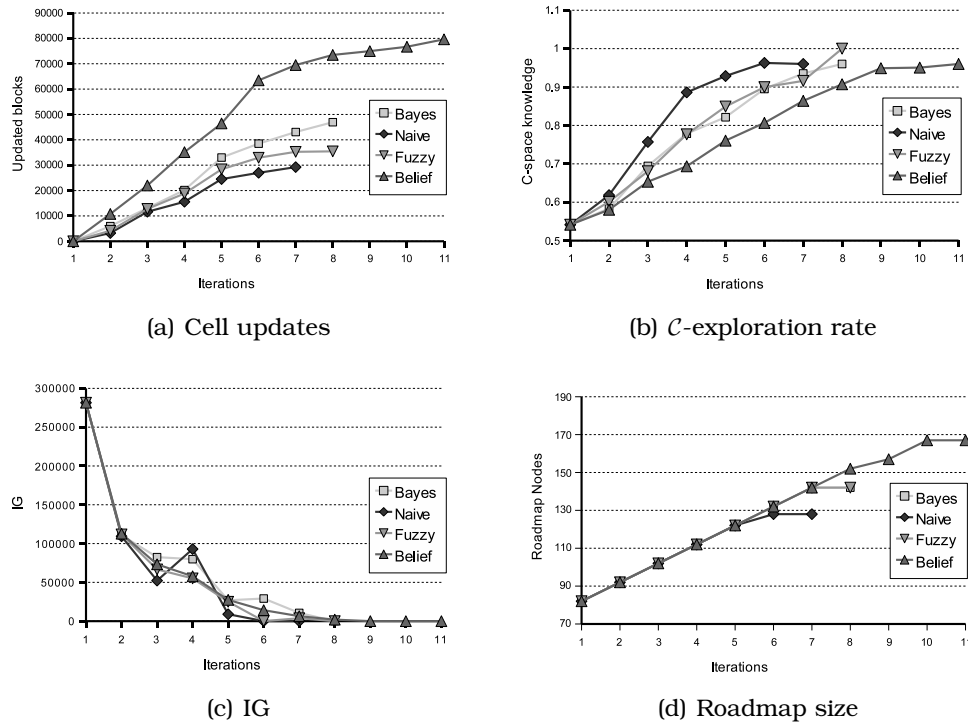 90000
80000
70000
60000
50000
40000
30000
20000
10000
0
Updated blocks
1 2 3 4 5 6 7 8 9 10 11
Iterations
Bayes
Naive
Fuzzy
Belief
(a) Cell updates
1.1
1
0.9
0.8
0.7
0.6
0.5
C-space knowledge
1 2 3 4 5 6 7 8 9 10 11
Iterations
Bayes
Naive
Fuzzy
Belief
(b) C-exploration rate
300000
250000
200000
150000
100000
50000
0
IG
1 2 3 4 5 6 7 8 9 10 11
Iterations
Bayes
Naive
Fuzzy
Belief
(c) IG
190
170
150
130
110
90
70
Roadmap Nodes
1 2 3 4 5 6 7 8 9 10 11
Iterations
Bayes
Naive
Fuzzy
Belief
(d) Roadmap size